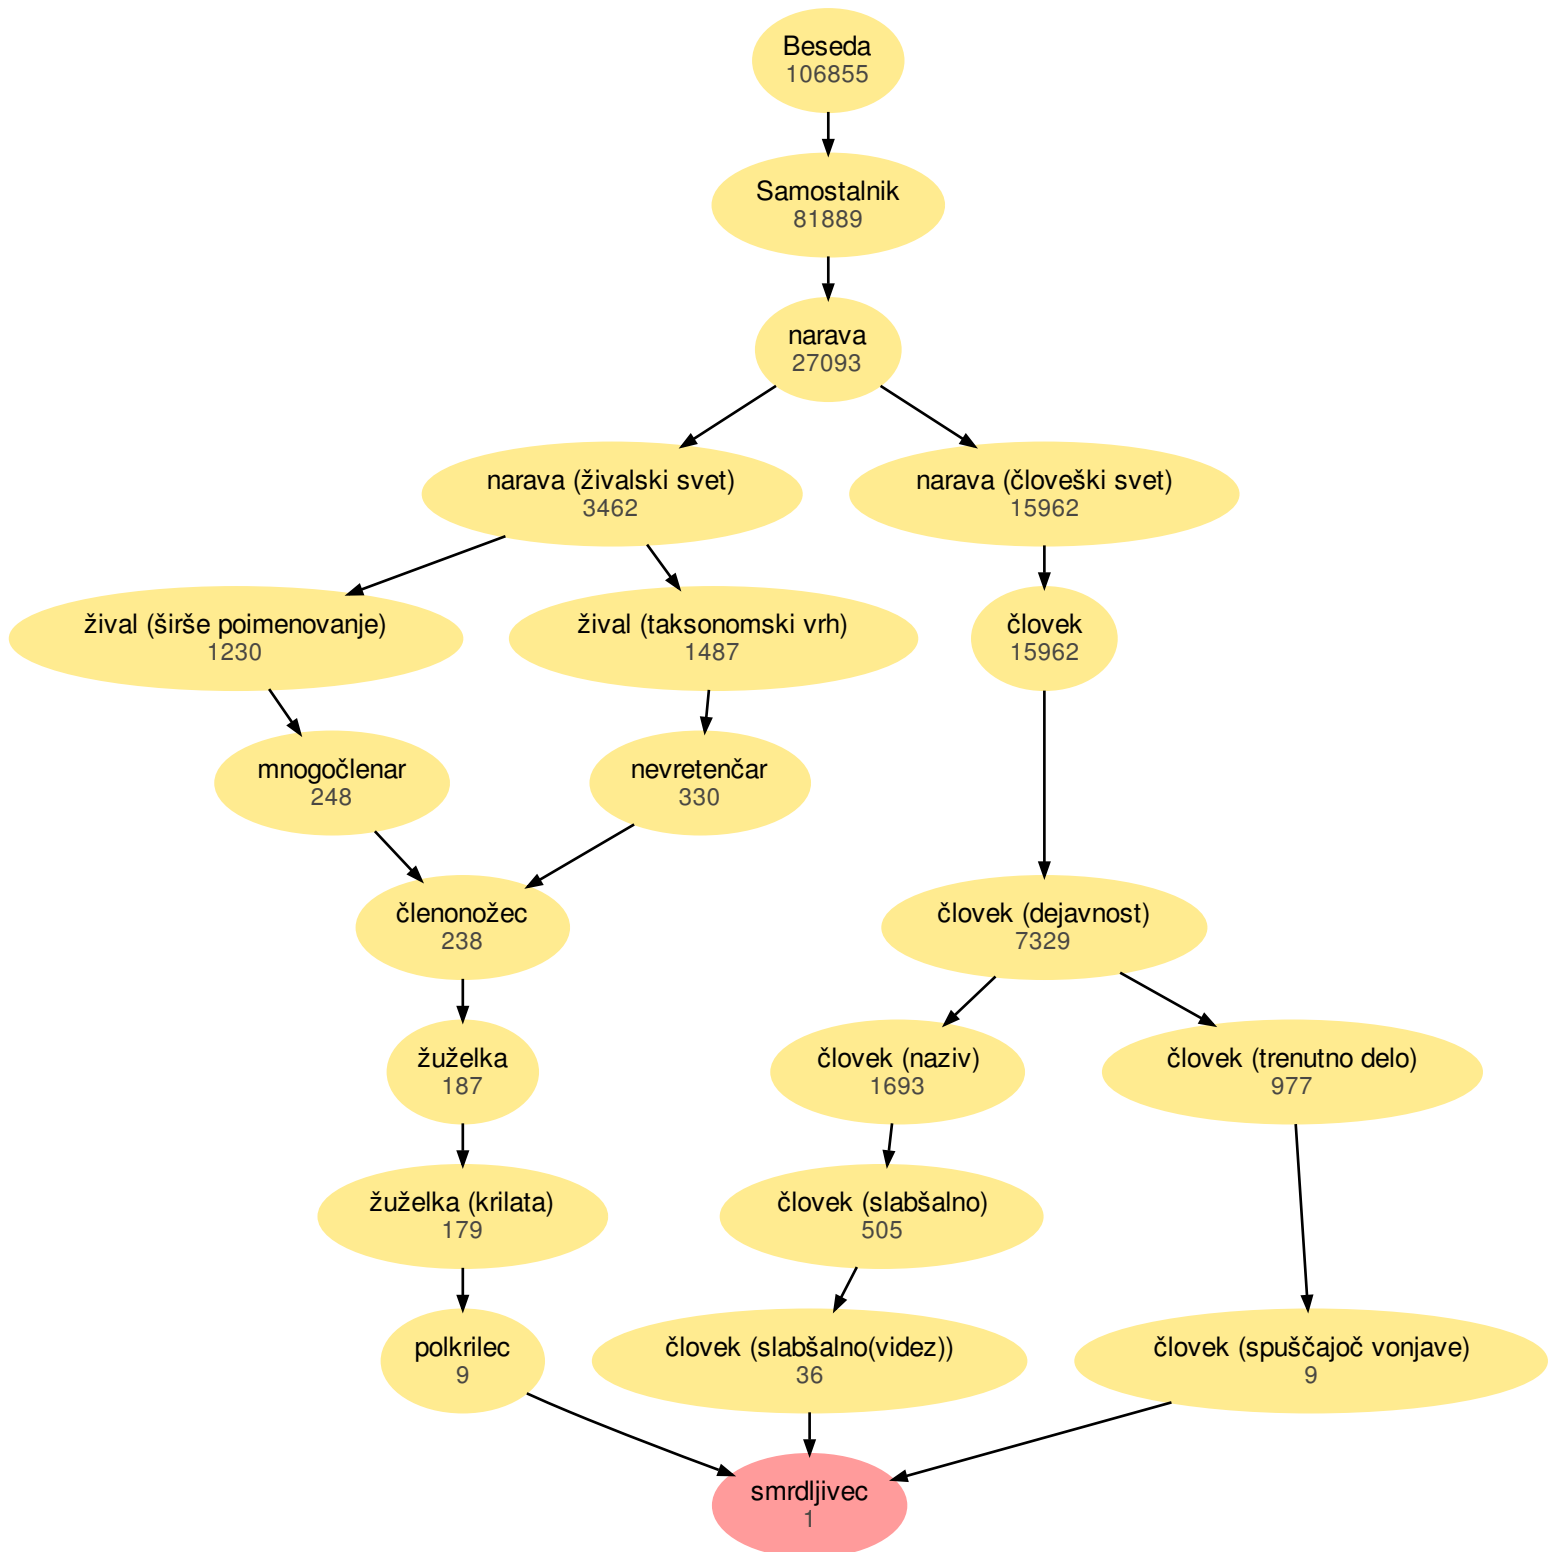 Beseda
106855
Samostalnik
81889
narava
27093
narava (živalski svet)
3462
narava (človeški svet)
15962
žival (širše poimenovanje)
1230
žival (taksonomski vrh)
1487
človek
15962
mnogočlenar
248
nevretenčar
330
členonožec
238
človek (dejavnost)
7329
žuželka
187
človek (naziv)
1693
človek (trenutno delo)
977
žuželka (krilata)
179
človek (slabšalno)
505
polkrilec
9
človek (slabšalno(videz))
36
človek (spuščajoč vonjave)
9
smrdljivec
1